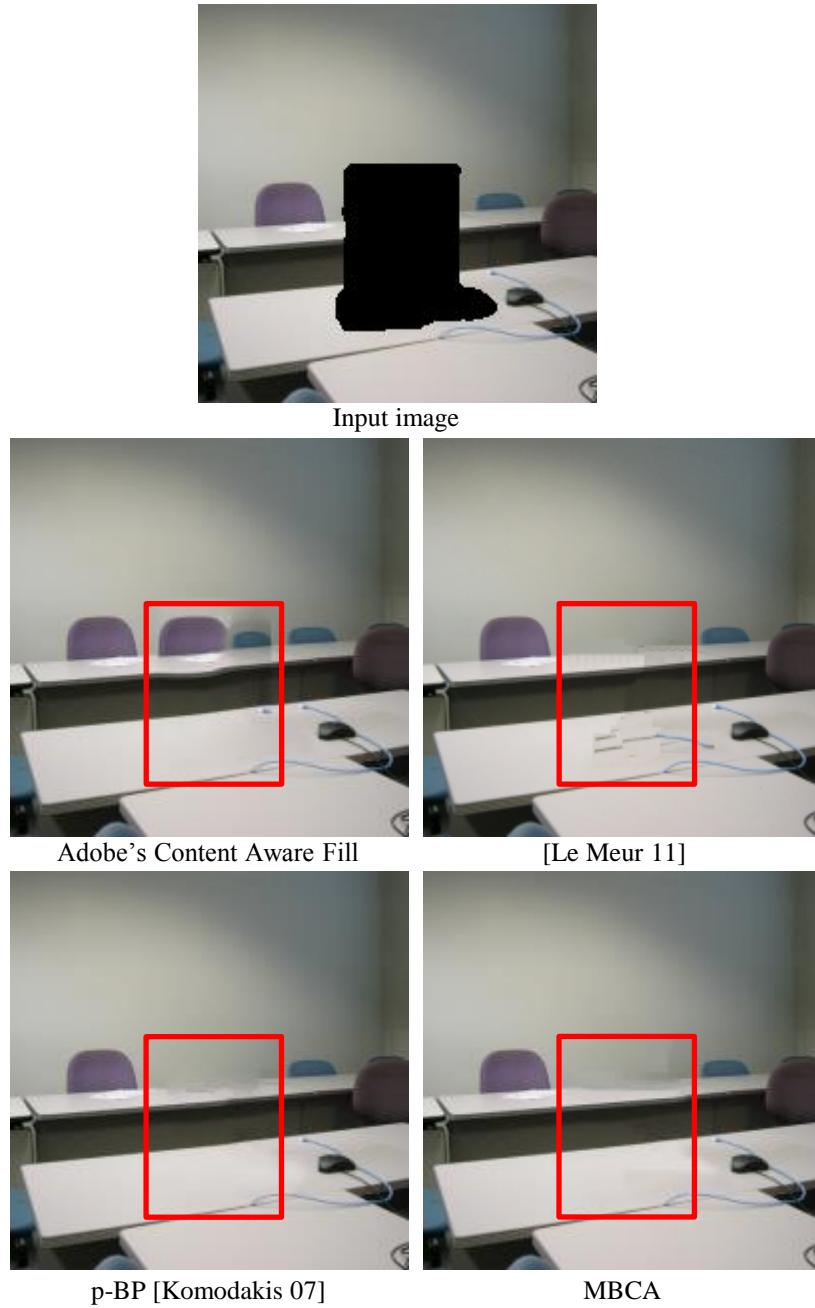 Input image
Adobe's Content Aware Fill
[Le Meur 11]
p-BP [Komodakis 07]
MBCA